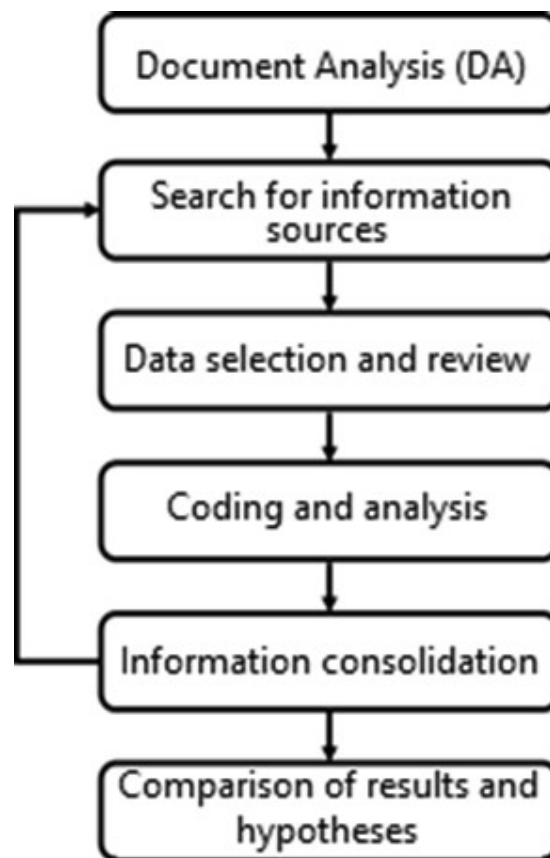 Document Analysis (DA)
Search for information
sources
Data selection and review
Coding and analysis
Information consolidation
Comparison of results and
hypotheses